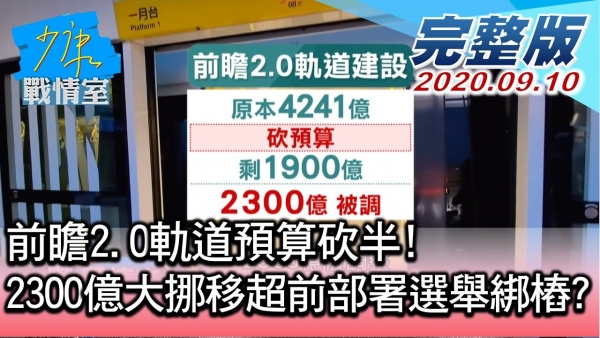 一月台
Platform 1
少康
戰情室
完整版
2020.09.10
前瞻2.0軌道建設
原本4241億
砍預算
剩1900億
2300億 被調
前瞻2.0軌道預算砍半!
2300億大挪移超前部署選舉綁樁?